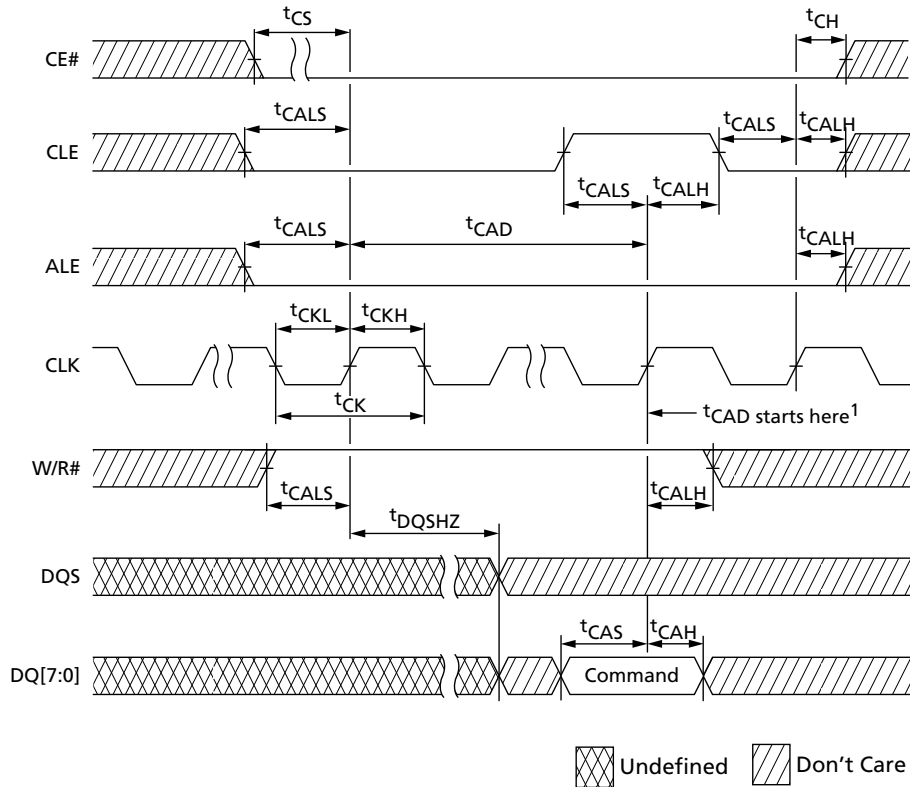 tCS
tCH
CE#
tCALS
tCALS
tCALH
CLE
tCALS
tCALH
tCALS
tCAD
tCALH
ALE
tCKL
tCKH
CLK
tCK
tCAD starts here1
W/R#
tCALS
tCALH
tDQSHZ
DQS
tCAS
tCAH
DQ[7:0]
Command
Undefined
Don't Care